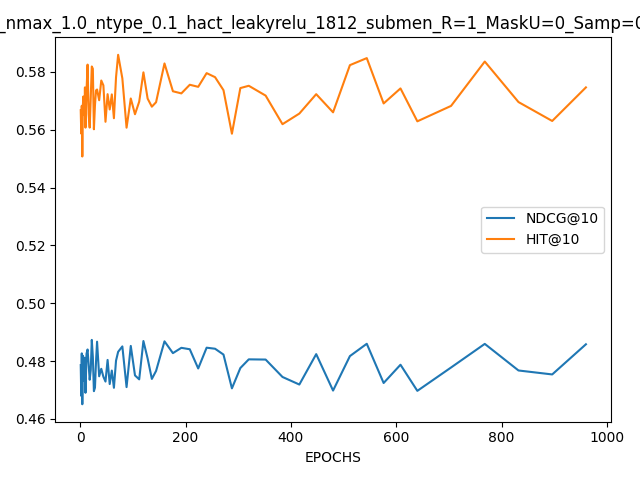 _nmax_1.0_ntype_0.1_hact_leakyrelu_1812_submen_R=1_MaskU=0_Samp=0
0.58
0.56
0.54
0.52
0.50
0.48
0.46
NDCG@10
HIT@10
0 200 400 600 800 1000
EPOCHS